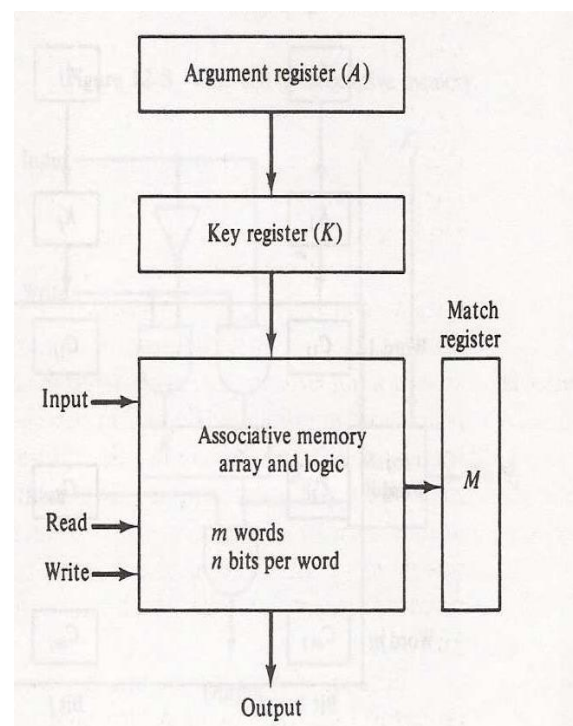 Argument register (A)
Key register (K)
Match
register
Input
Associative memory
array and logic
M
Read
m words
n bits per word
Write
Output